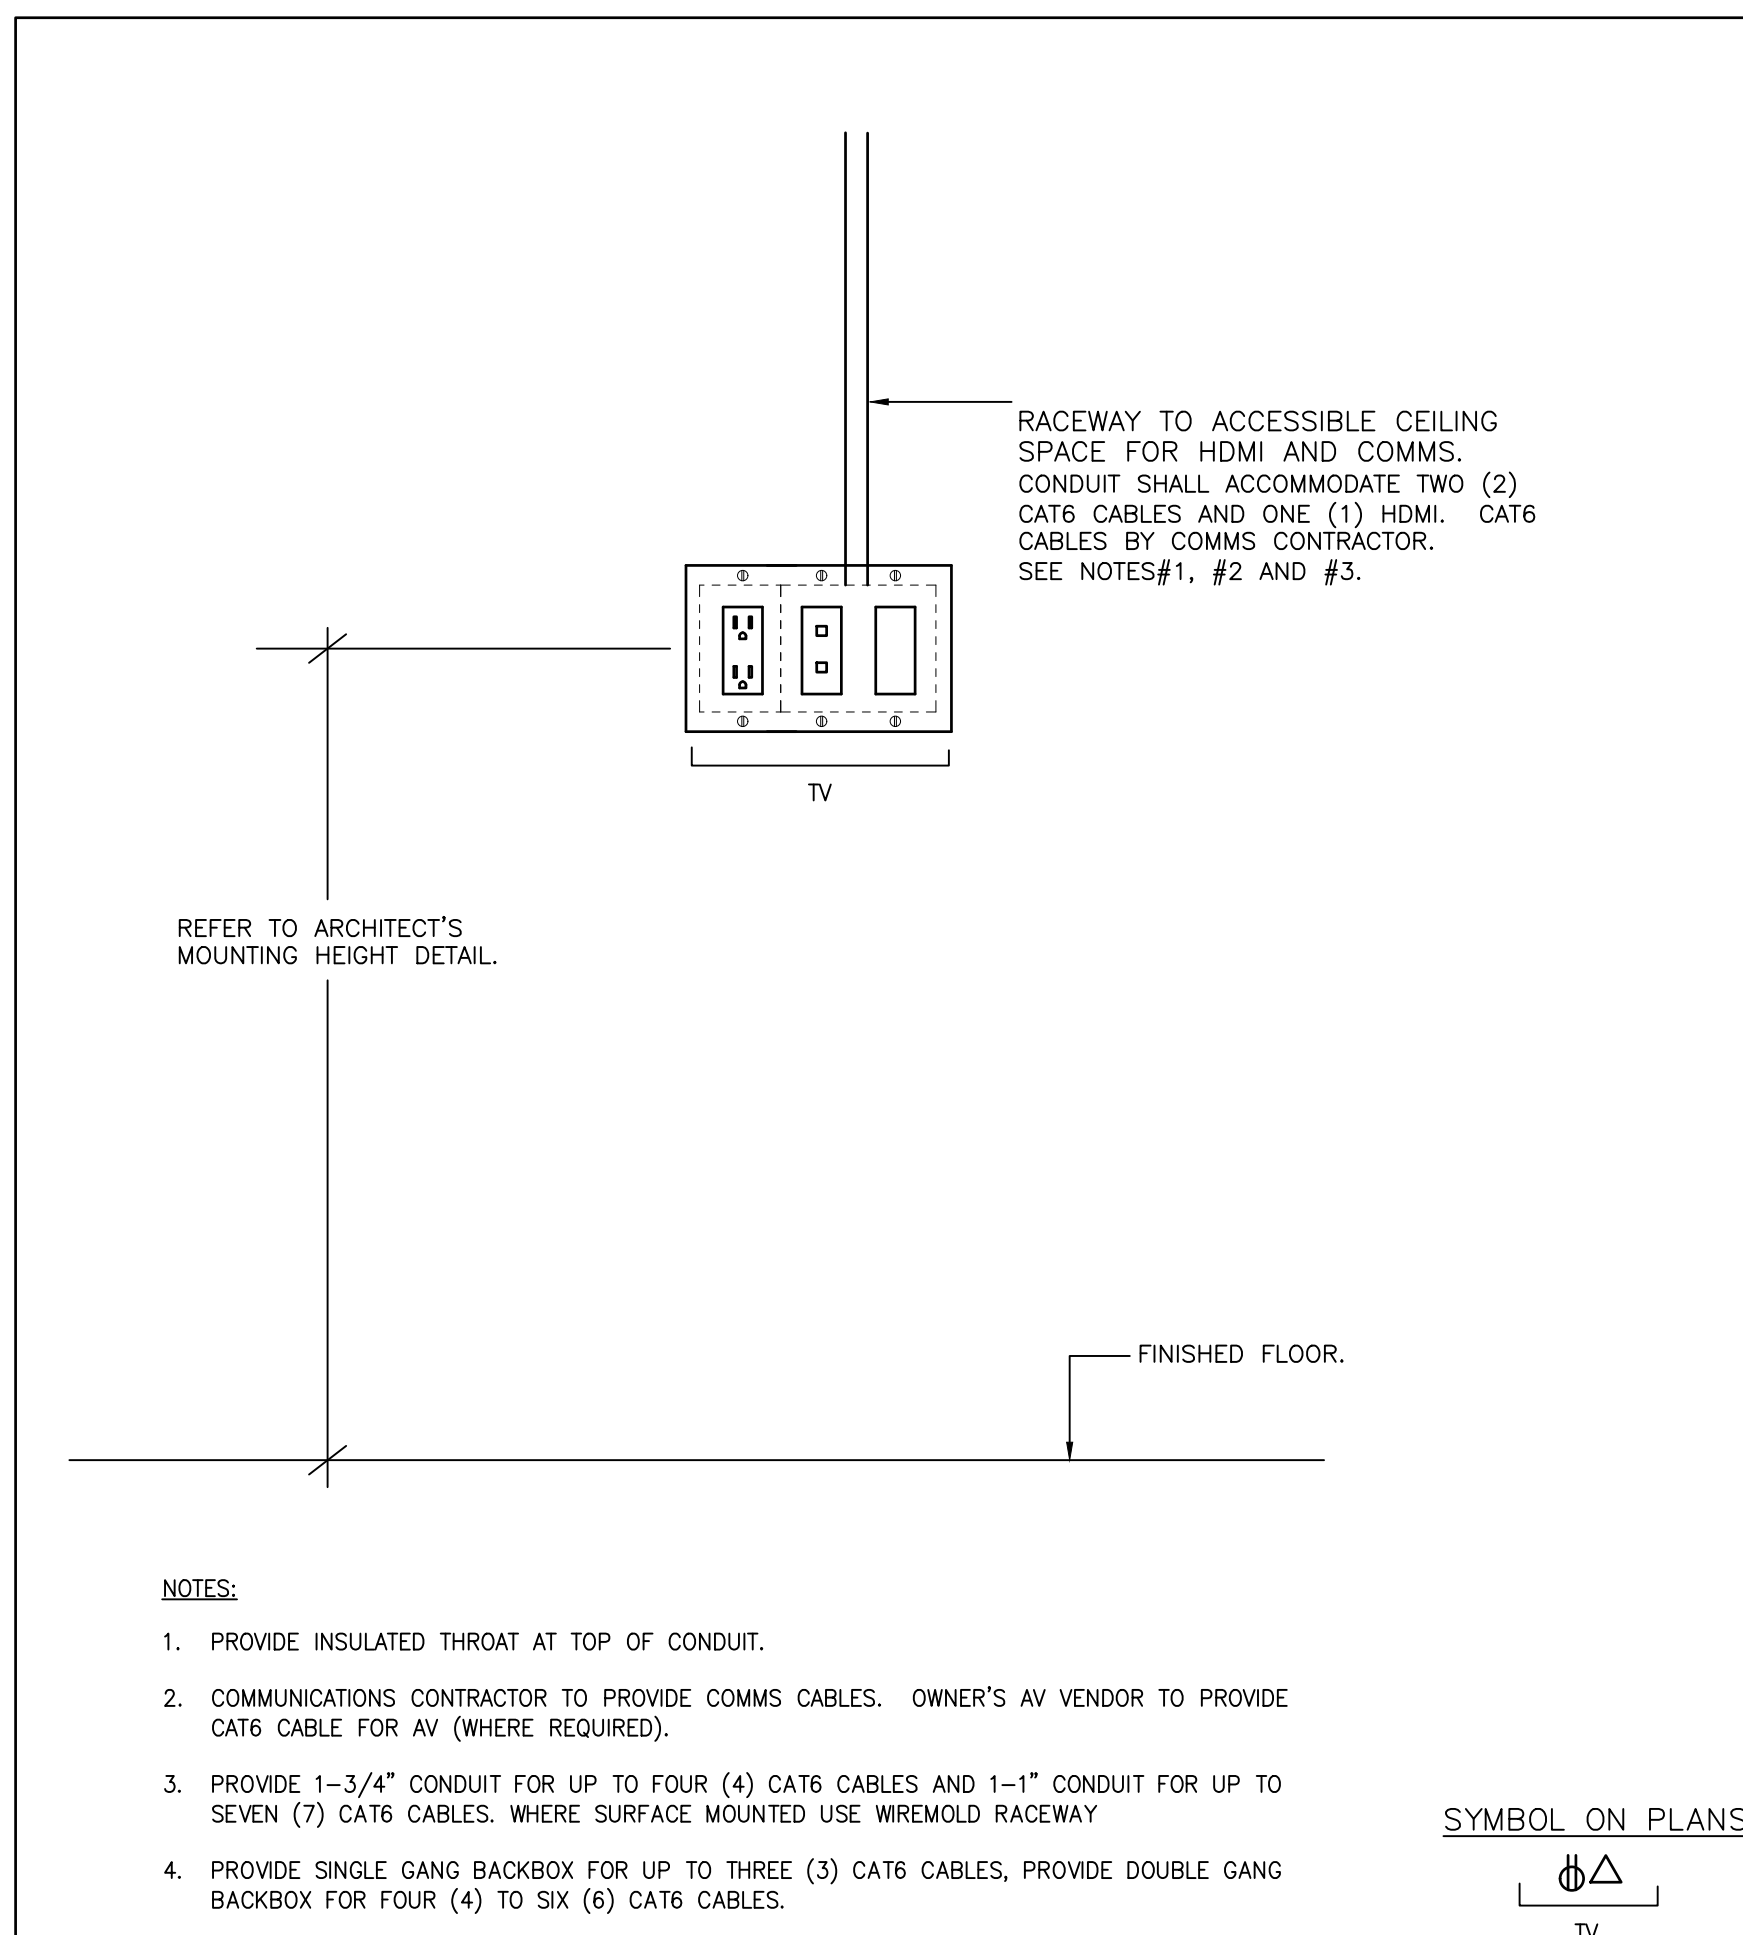 RACEWAY TO ACCESSIBLE CEILING
SPACE FOR HDMI AND COMMS.
CONDUIT SHALL ACCOMMODATE TWO (2)
CAT6 CABLES AND ONE (1) HDMI. CAT6
CABLES BY COMMS CONTRACTOR.
SEE NOTES#1, #2 AND #3.
TV
REFER TO ARCHITECT'S
MOUNTING HEIGHT DETAIL.
FINISHED FLOOR.
NOTES:
1. PROVIDE INSULATED THROAT AT TOP OF CONDUIT.
2. COMMUNICATIONS CONTRACTOR TO PROVIDE COMMS CABLES. OWNER'S AV VENDOR TO PROVIDE
CAT6 CABLE FOR AV (WHERE REQUIRED).
3. PROVIDE 1-3/4" CONDUIT FOR UP TO FOUR (4) CAT6 CABLES AND 1-1" CONDUIT FOR UP TO
SEVEN (7) CAT6 CABLES. WHERE SURFACE MOUNTED USE WIREMOLD RACEWAY
4. PROVIDE SINGLE GANG BACKBOX FOR UP TO THREE (3) CAT6 CABLES, PROVIDE DOUBLE GANG
BACKBOX FOR FOUR (4) TO SIX (6) CAT6 CABLES.
SYMBOL ON PLANS
TV